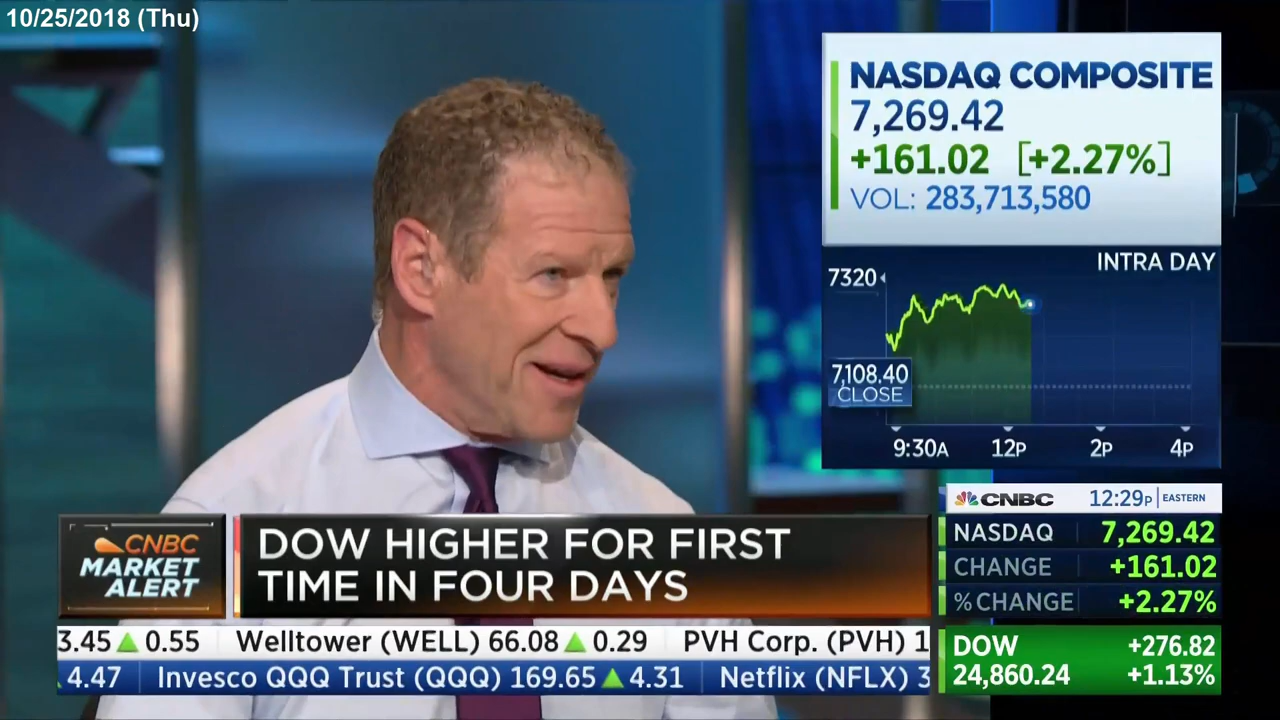 10/25/2018 (Thu)
NASDAQ COMPOSITE
7,269.42
+161.02 [+2.27%]
VOL: 283,713,580
INTRA DAY
7320
7,108.40
CLOSE
9:30A 12P 2P 4P
CNBC 12:29P EASTERN
NASDAQ 7,269.42
CHANGE +161.02
% CHANGE +2.27%
DOW +276.82
24,860.24 +1.13%
CNBC
MARKET
ALERT
DOW HIGHER FOR FIRST
TIME IN FOUR DAYS
3.45 ▲ 0.55 Welltower (WELL) 66.08 ▲ 0.29 PVH Corp. (PVH) 1
4.47 Invesco QQQ Trust (QQQ) 169.65 ▲ 4.31 Netflix (NFLX) 3